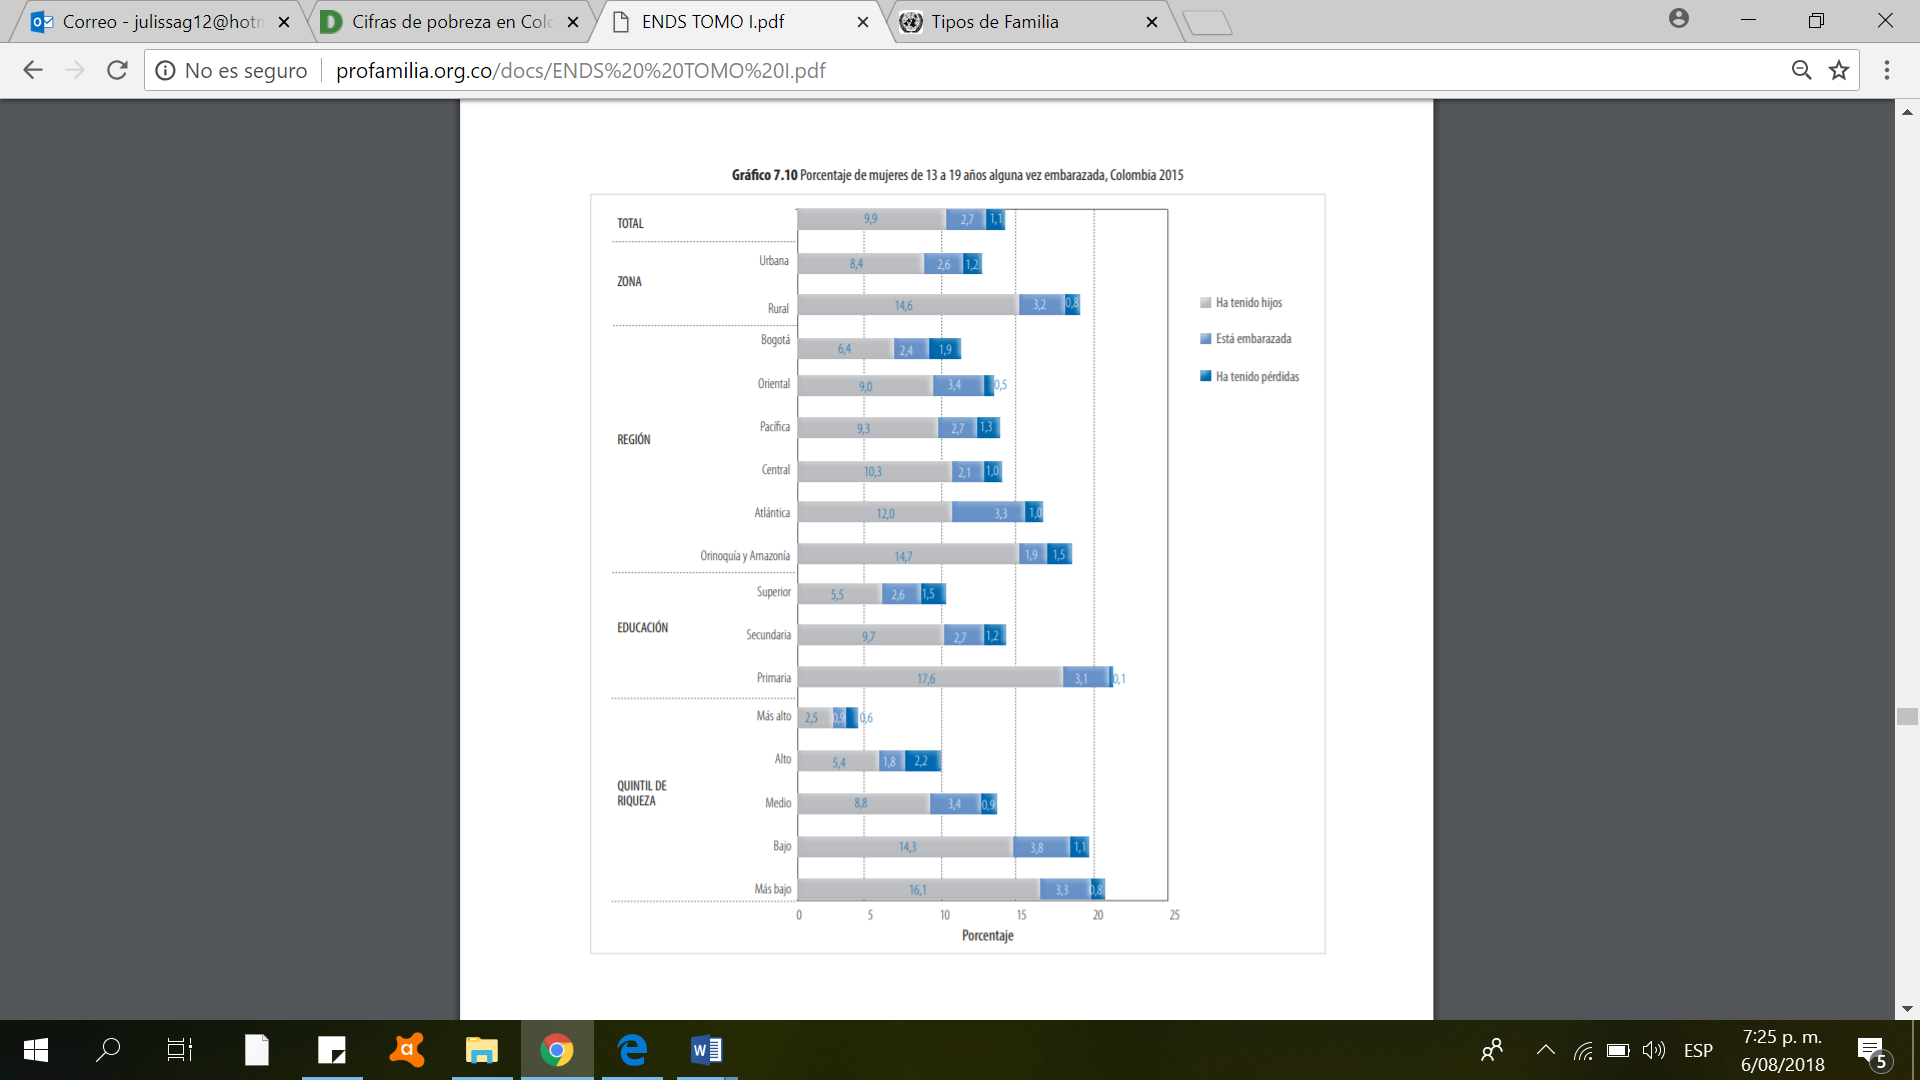 Correo - julissag12@hotm
Cifras de pobreza en Colo
ENDS TOMO I.pdf
Tipos de Familia
No es seguro
profamilia.org.co/docs/ENDS%20%20TOMO%20I.pdf
Gráfico 7.10 Porcentaje de mujeres de 13 a 19 años alguna vez embarazada, Colombia 2015
TOTAL 9,9 2,7 1,1
ZONA
Urbana 8,4 2,6 1,2
Rural 14,6 3,2 0,8
Ha tenido hijos
Está embarazada
Ha tenido pérdidas
REGIÓN
Bogotá 6,4 2,4 1,9
Oriental 9,0 3,4 0,5
Pacífica 9,3 2,7 1,3
Central 10,3 2,1 1,0
Atlántica 12,0 3,3 1,0
Orinoquía y Amazonía 14,7 1,9 1,5
EDUCACIÓN
Superior 5,5 2,6 1,5
Secundaria 9,7 2,7 1,2
Primaria 17,6 3,1 0,1
QUINTIL DE
RIQUEZA
Más alto 2,5 0,9 0,6
Alto 5,4 1,8 2,2
Medio 8,8 3,4 0,9
Bajo 14,3 3,8 1,1
Más bajo 16,1 3,3 0,8
0 5 10 15 20 25
Porcentaje
ESP
7:25 p. m.
6/08/2018
5